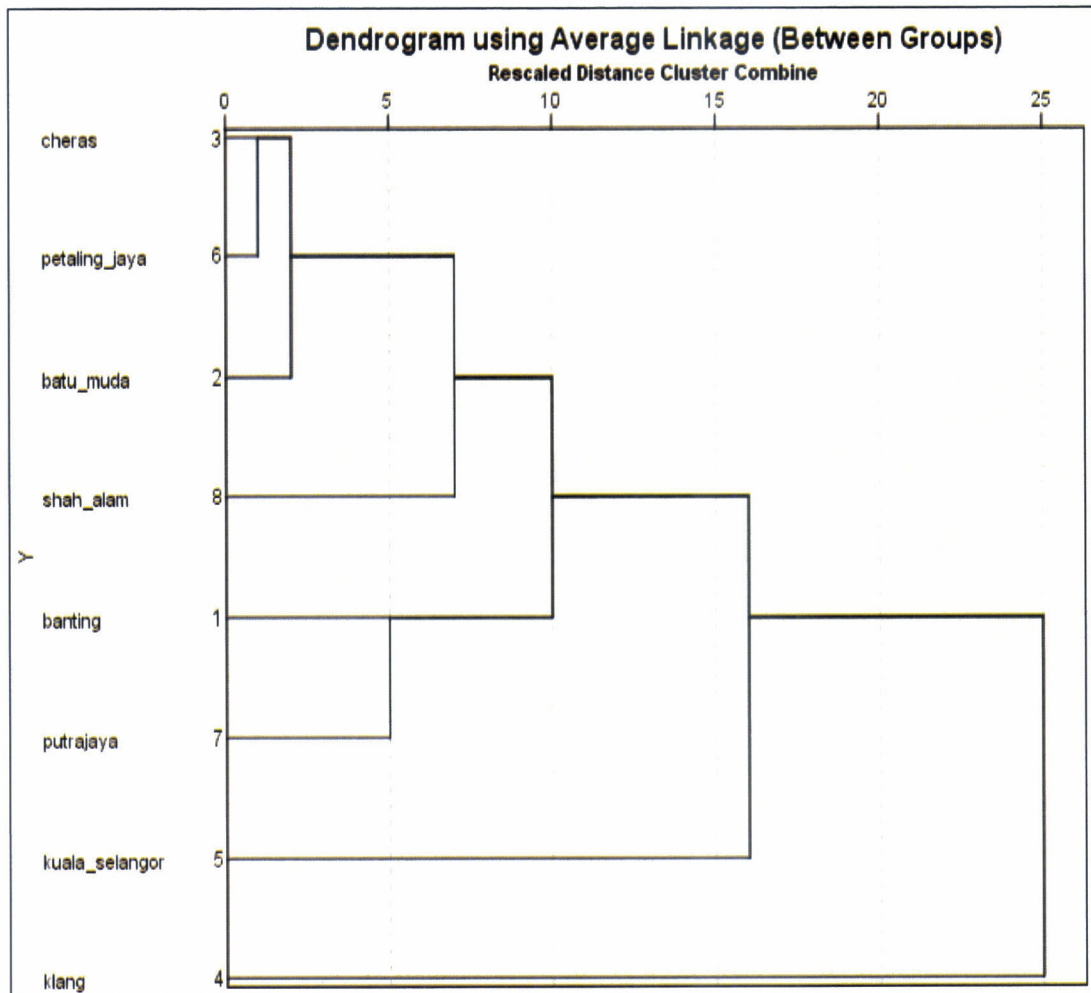 Dendrogram using Average Linkage (Between Groups)
Rescaled Distance Cluster Combine
0 5 10 15 20 25
cheras 3
petaling_jaya 6
batu_muda 2
shah_alam 8
Y
banting 1
putrajaya 7
kuala_selangor 5
klang 4